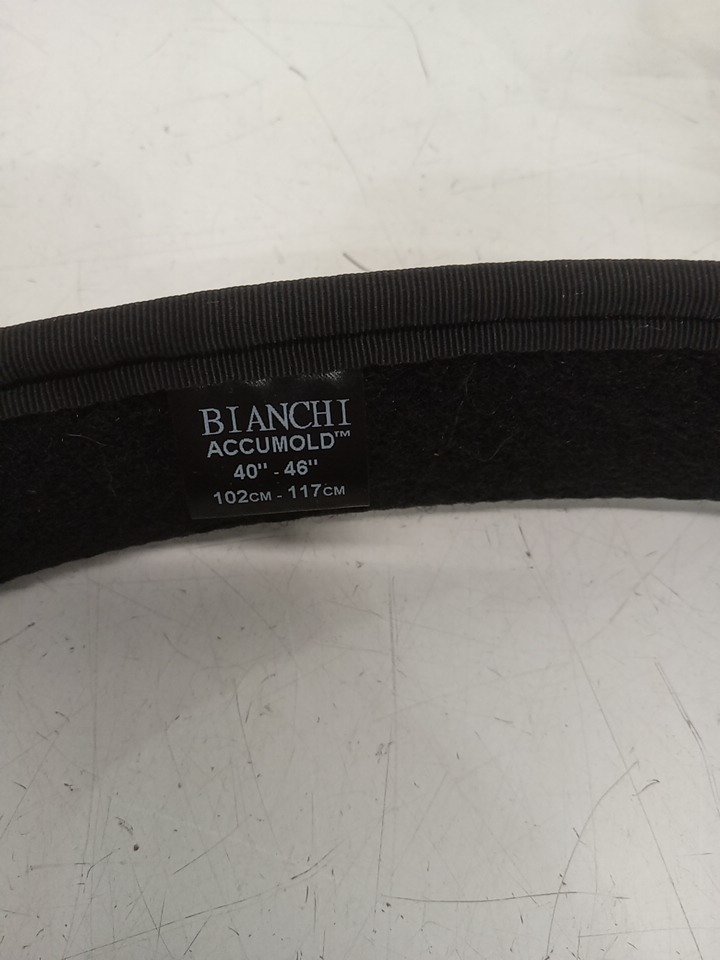 BIANCHI
ACCUMOLD™
40" - 46"
102CM - 117CM